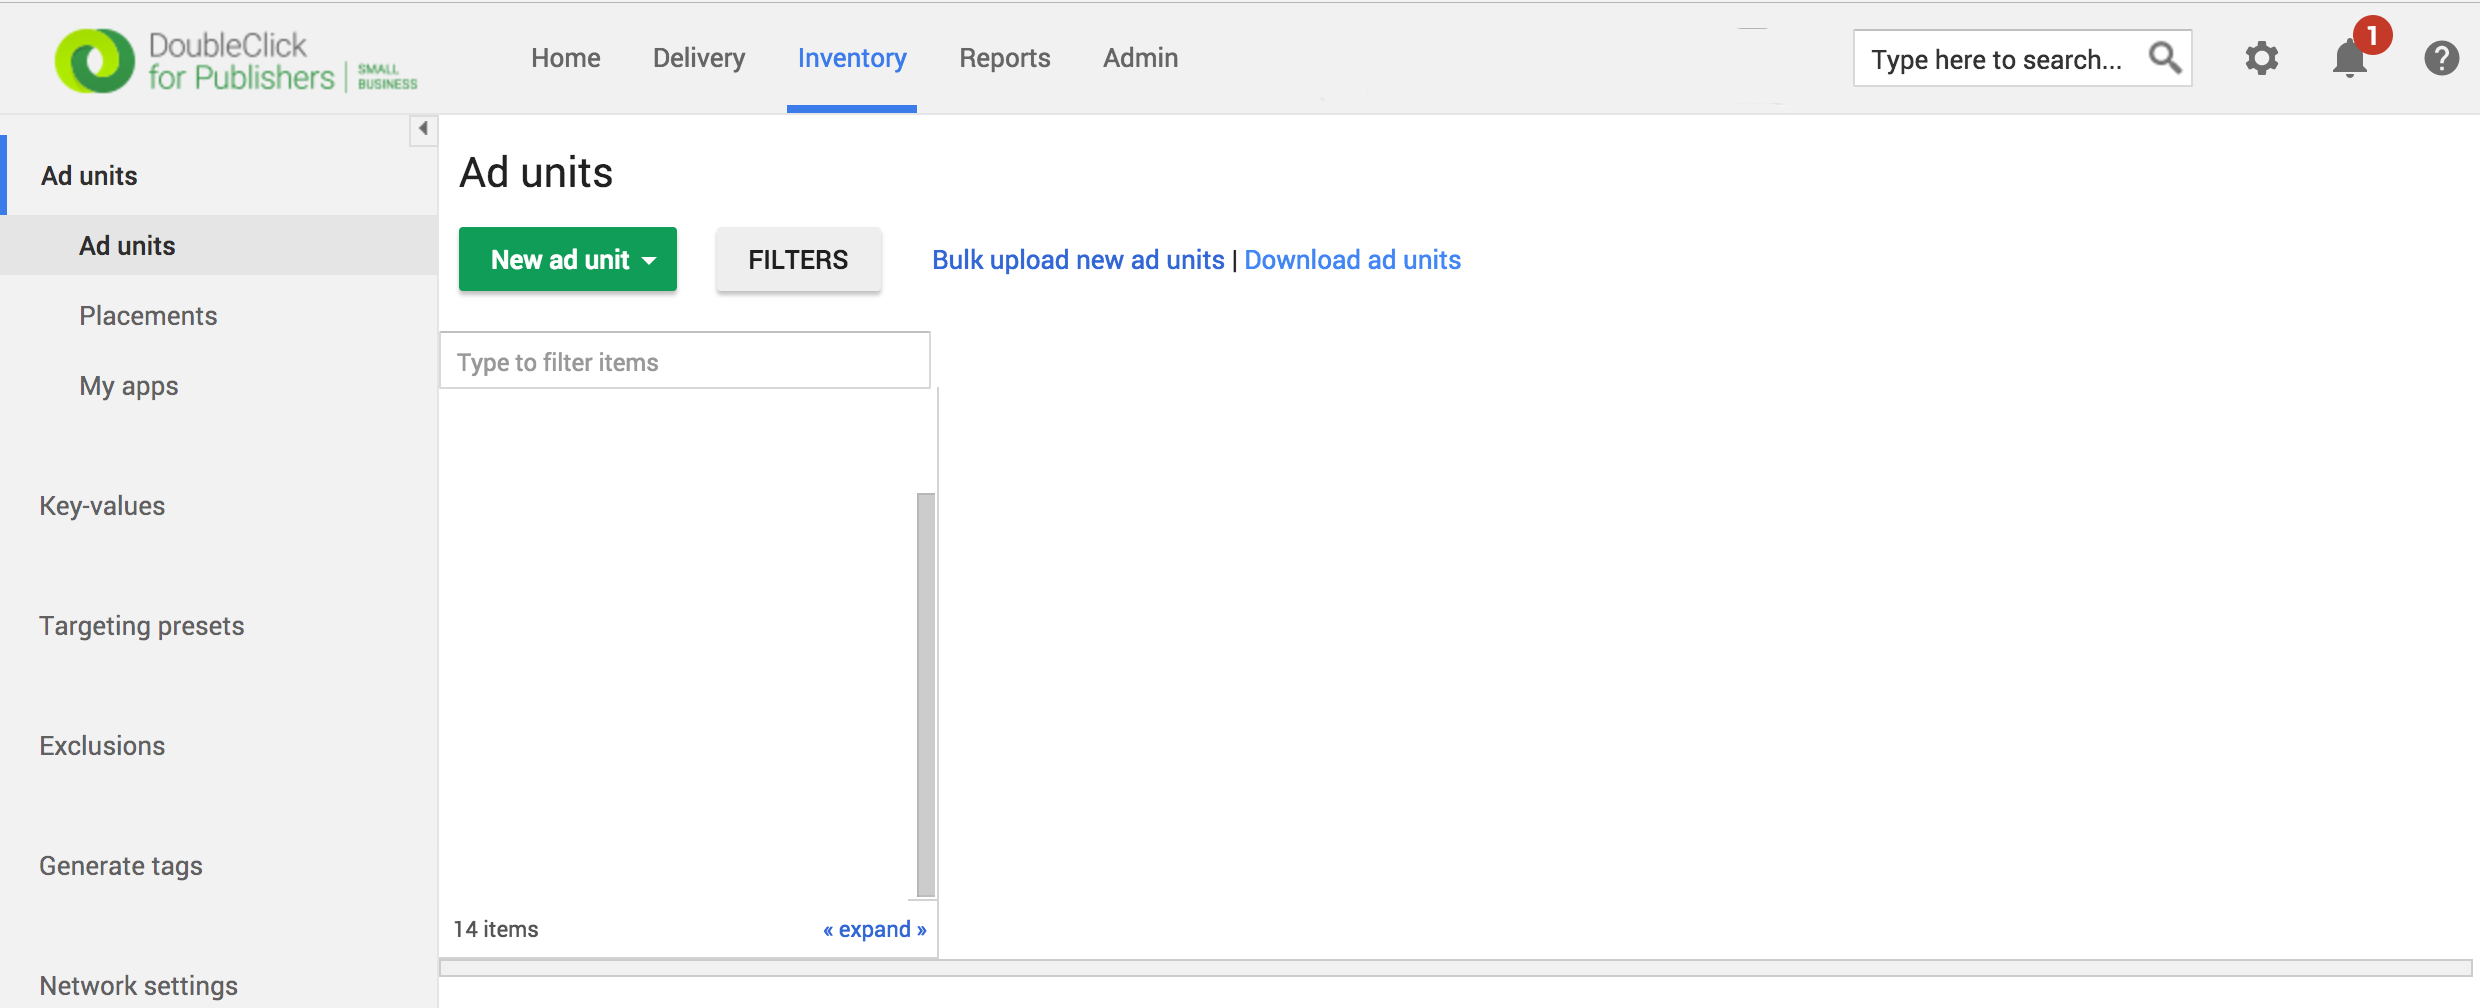 DoubleClick
for Publishers
SMALL
BUSINESS
Home Delivery Inventory Reports Admin
Type here to search...
1
Ad units
Ad units
Placements
My apps
Key-values
Targeting presets
Exclusions
Generate tags
Network settings
Ad units
New ad unit FILTERS Bulk upload new ad units | Download ad units
Type to filter items
14 items « expand »